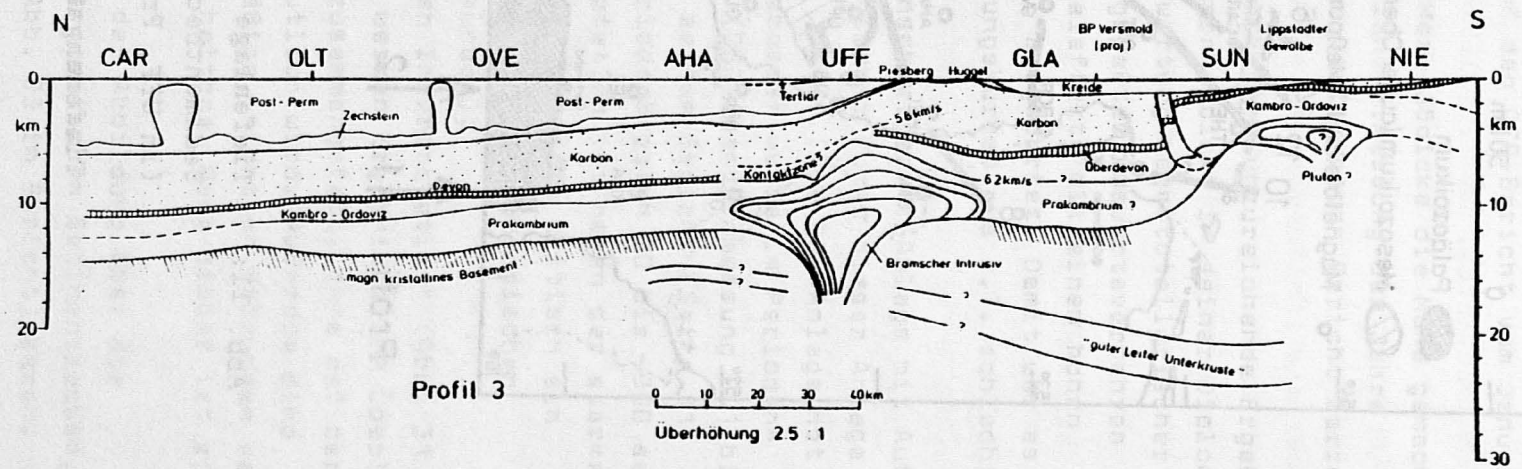 N S
CAR OLT OVE AHA UFF GLA BP Versmold (proj) SUN Lippstädter Gewölbe NIE
Piesberg Hüggel
0 0
km km
10 10
20 20
30
Post-Perm
Zechstein
Post-Perm
Tertiär
Kreide
5.8 km/s
Karbon
Karbon
Kambro-Ordoviz
Kontaktzone?
Oberdevon
Pluton ?
?
Devon
6.2 km/s ?
Kambro-Ordoviz
Präkambrium
Präkambrium ?
magn kristallines Basement
Bramscher Intrusiv
?
?
?
?
"guter Leiter Unterkruste"
Profil 3
0 10 20 30 40 km
Überhöhung 2.5 : 1